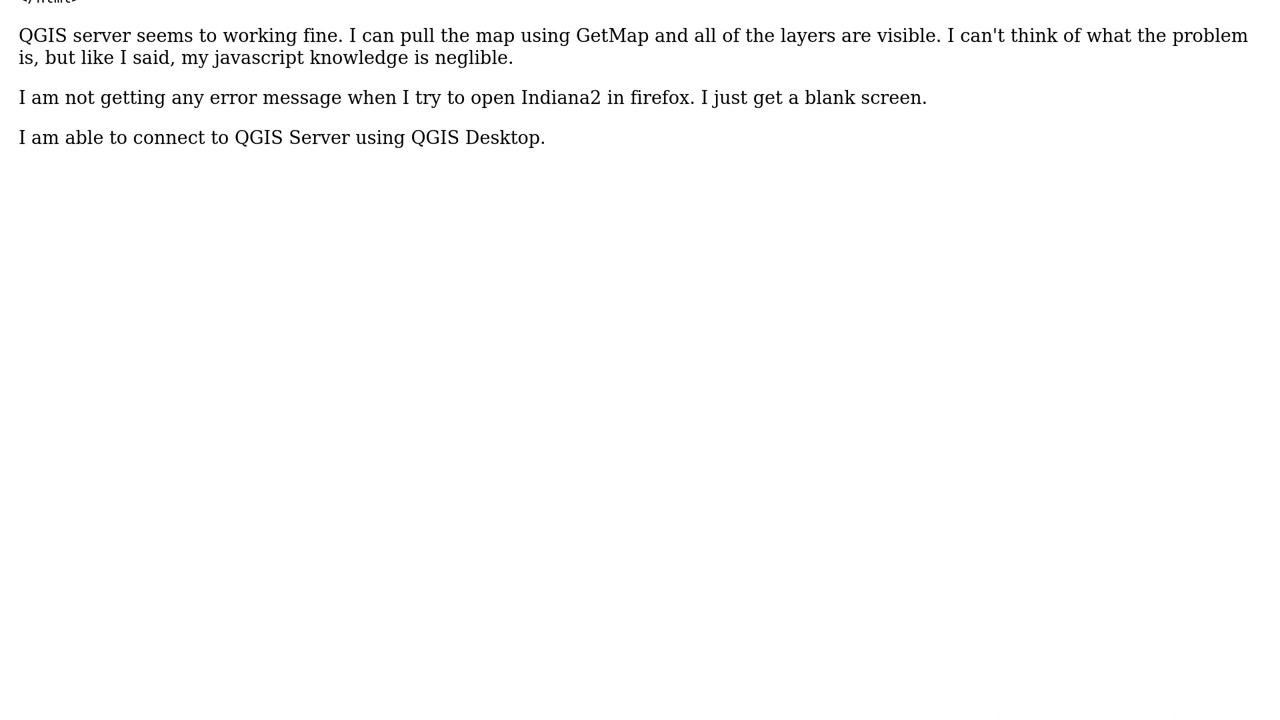 </html>
QGIS server seems to working fine. I can pull the map using GetMap and all of the layers are visible. I can't think of what the problem
is, but like I said, my javascript knowledge is neglible.
I am not getting any error message when I try to open Indiana2 in firefox. I just get a blank screen.
I am able to connect to QGIS Server using QGIS Desktop.